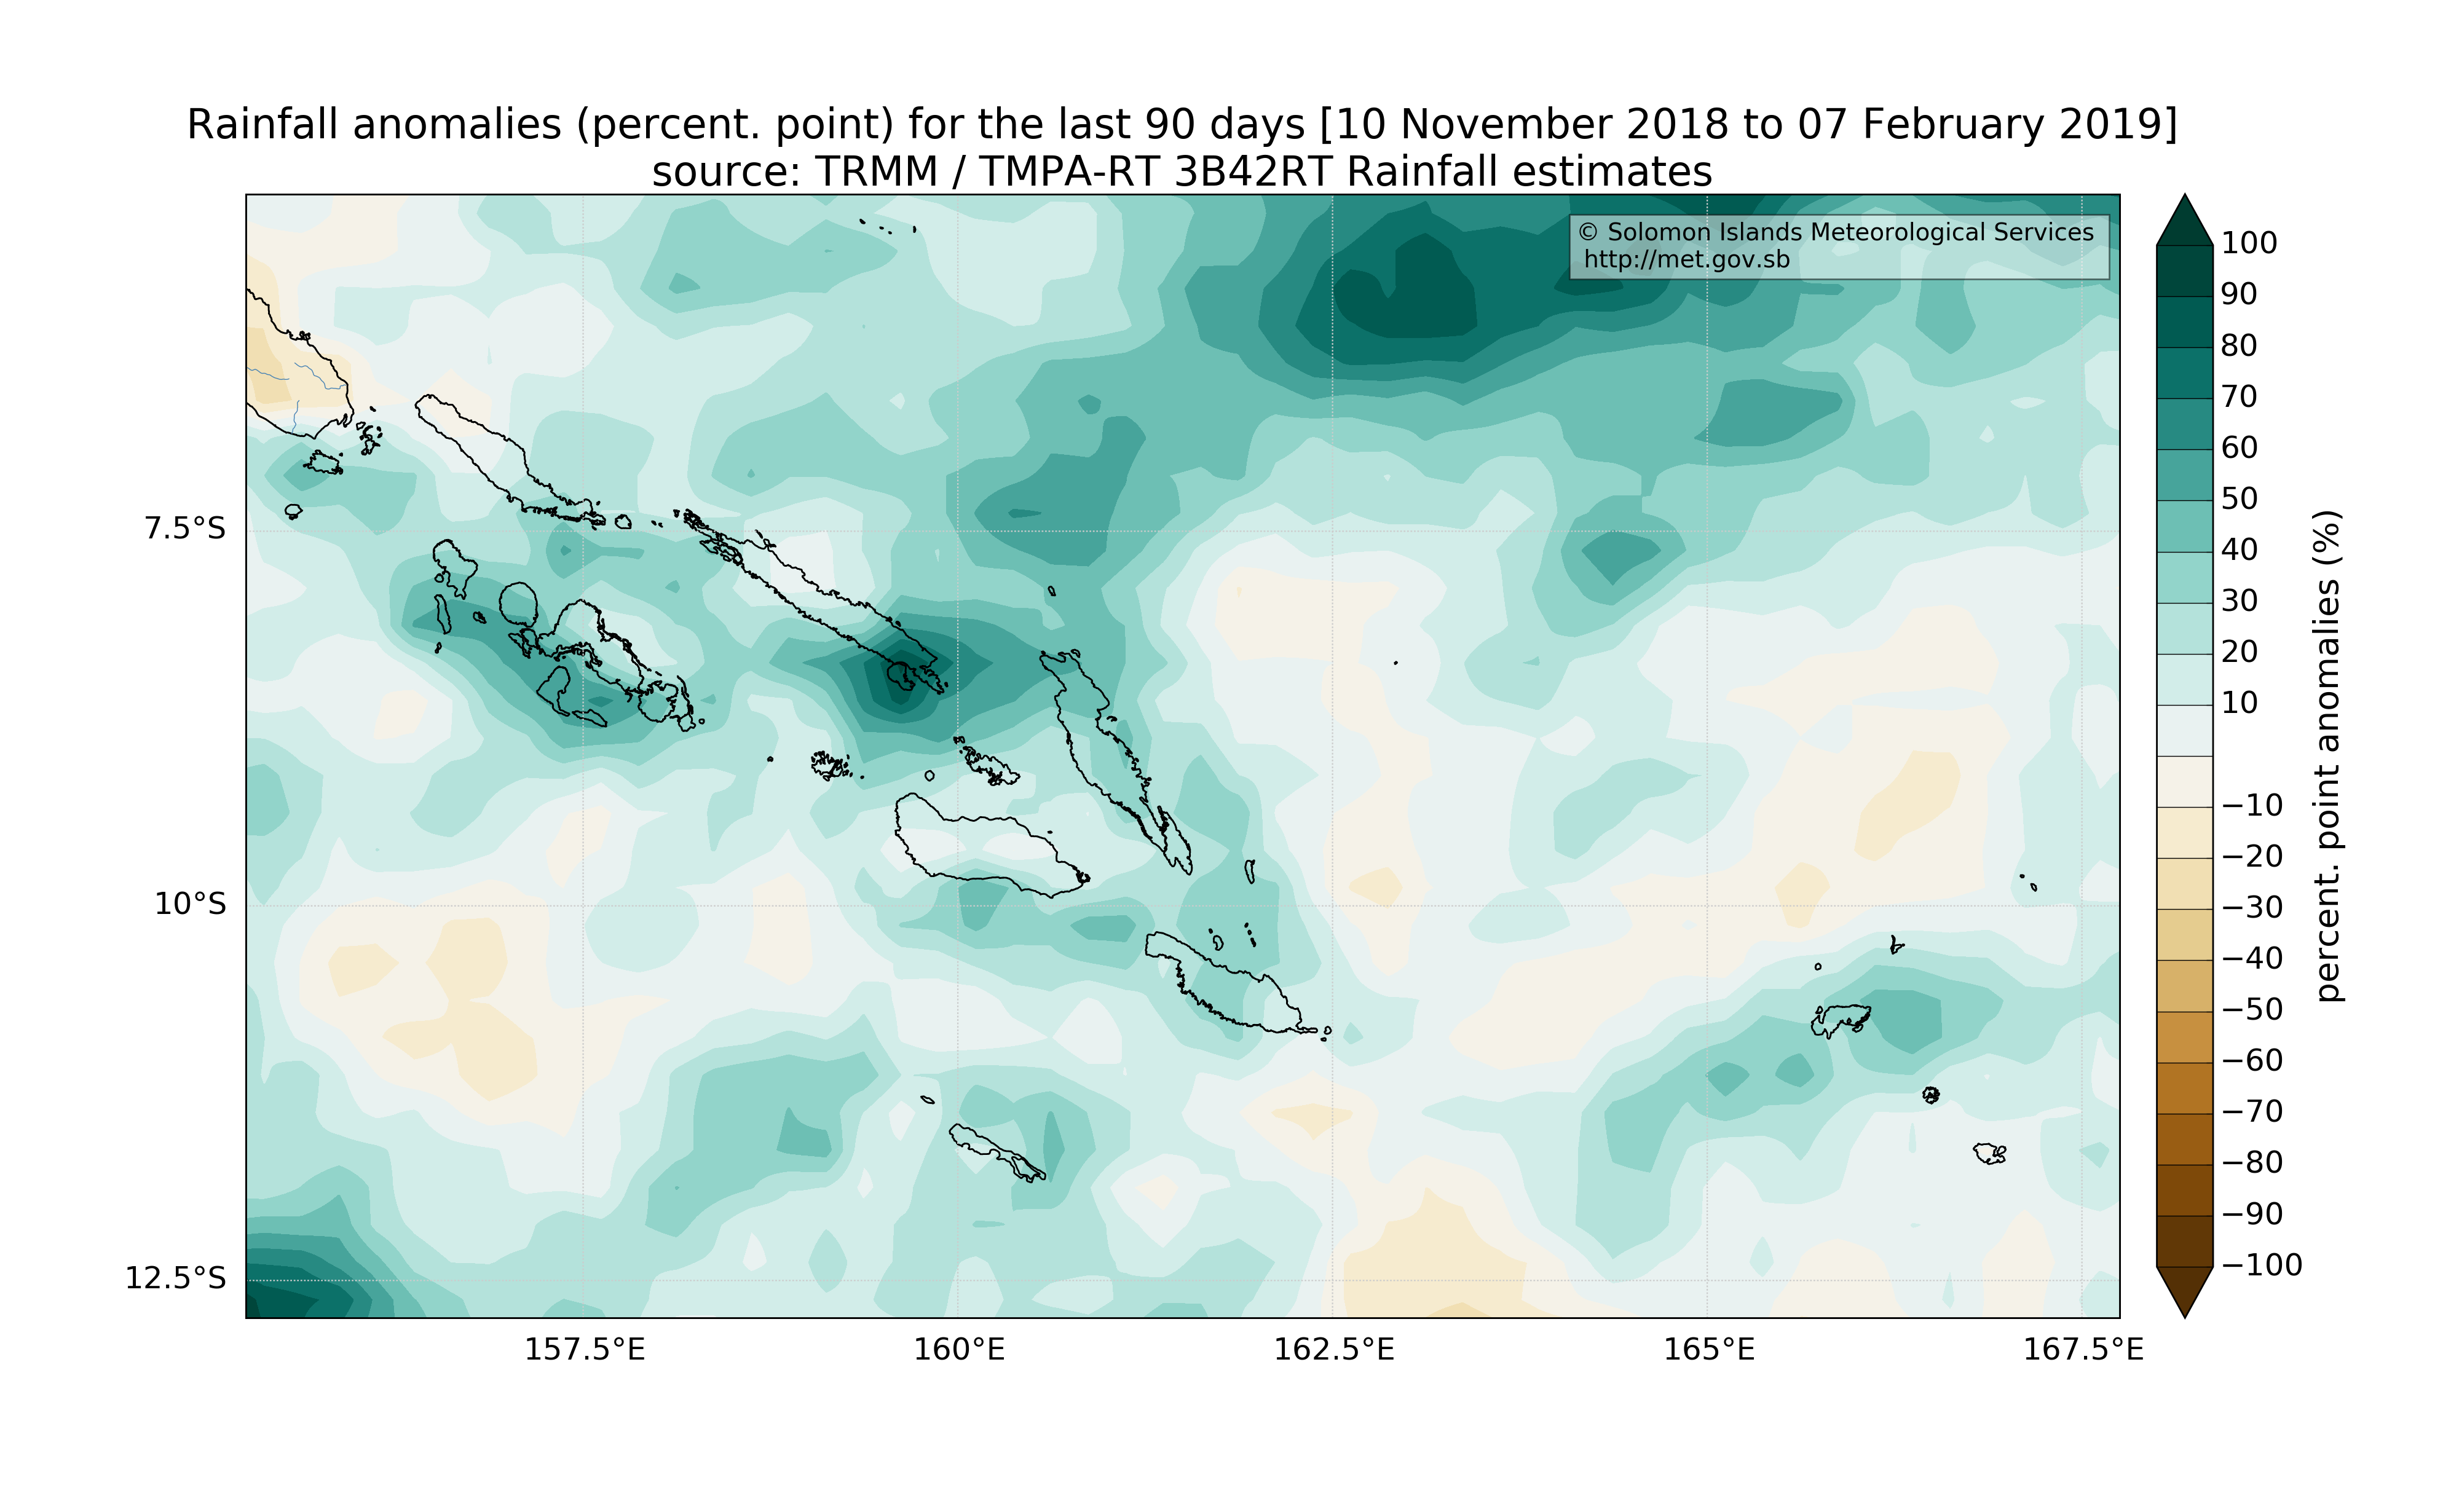 Rainfall anomalies (percent. point) for the last 90 days [10 November 2018 to 07 February 2019]
source: TRMM / TMPA-RT 3B42RT Rainfall estimates
© Solomon Islands Meteorological Services
http://met.gov.sb
7.5°S
10°S
12.5°S
157.5°E
160°E
162.5°E
165°E
167.5°E
100
90
80
70
60
50
40
30
20
10
−10
−20
−30
−40
−50
−60
−70
−80
−90
−100
percent. point anomalies (%)